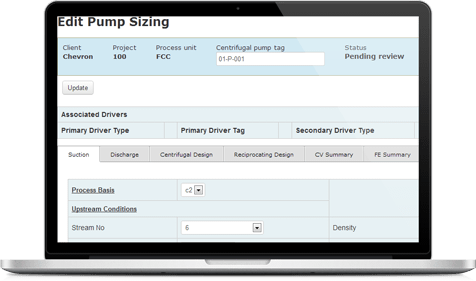 Edit Pump Sizing
Client Project Process unit Centrifugal pump tag Status
Chevron 100 FCC 01-P-001 Pending review
Update
Associated Drivers
Primary Driver Type Primary Driver Tag Secondary Driver Type
Suction Discharge Centrifugal Design Reciprocating Design CV Summary FE Summary
Process Basis c2
Upstream Conditions
Stream No 6 Density